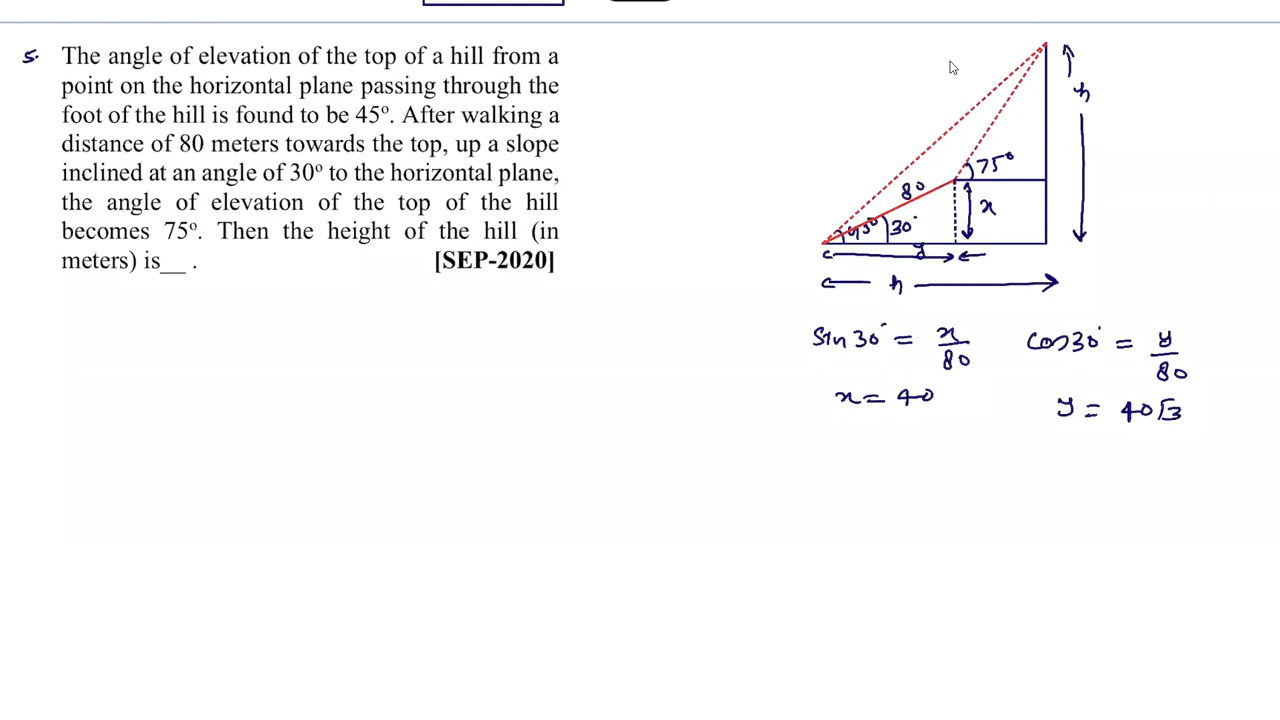 5. The angle of elevation of the top of a hill from a
point on the horizontal plane passing through the
foot of the hill is found to be 45°. After walking a
distance of 80 meters towards the top, up a slope
inclined at an angle of 30° to the horizontal plane,
the angle of elevation of the top of the hill
becomes 75°. Then the height of the hill (in
meters) is__ .
[SEP-2020]
h
75°
80
x
45° 30°
y
h
sin30° = x/80
x = 40
cos30° = y/80
y = 40√3